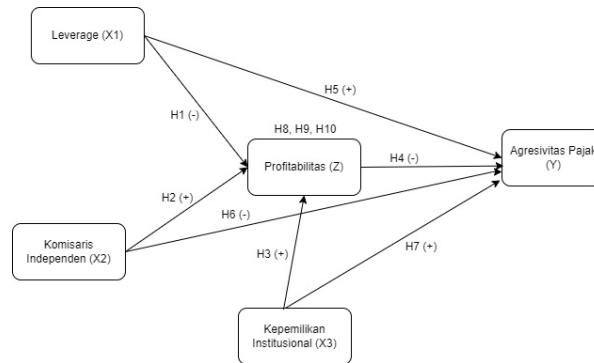 Leverage (X1)
H5 (+)
H1 (-)
H8, H9, H10
Profitabilitas (Z)
H4 (-)
Agresivitas Pajak
(Y)
H2 (+)
H6 (-)
Komisaris
Independen (X2)
H3 (+)
H7 (+)
Kepemilikan
Institusional (X3)